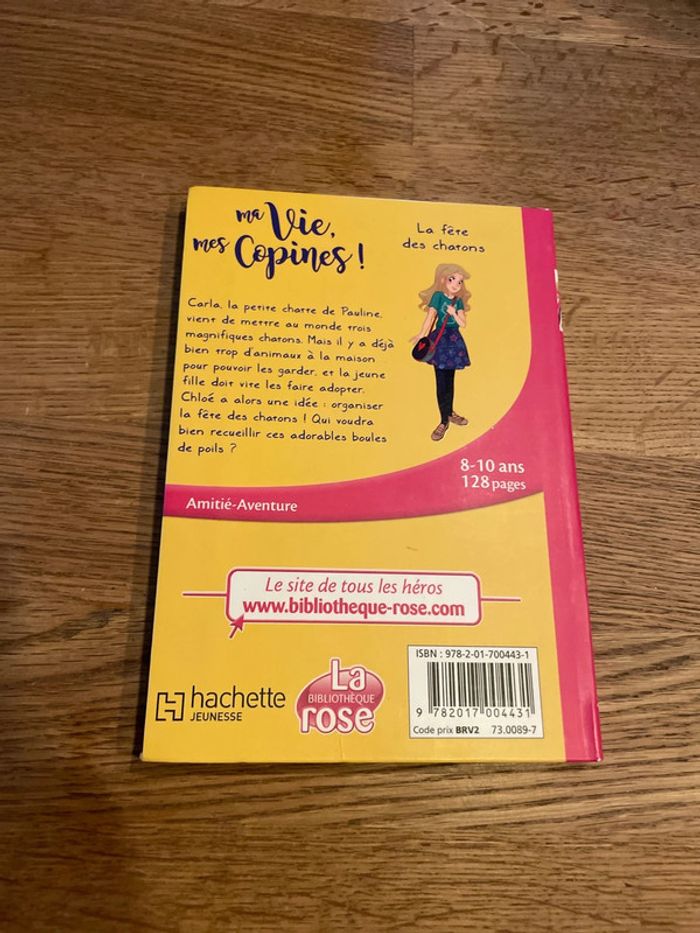 ma Vie,
mes Copines !
La fête
des chatons
Carla, la petite chatte de Pauline,
vient de mettre au monde trois
magnifiques chatons. Mais il y a déjà
bien trop d'animaux à la maison
pour pouvoir les garder, et la jeune
fille doit vite les faire adopter.
Chloé a alors une idée : organiser
la fête des chatons ! Qui voudra
bien recueillir ces adorables boules
de poils ?
8-10 ans
128 pages
Amitié-Aventure
Le site de tous les héros
www.bibliotheque-rose.com
hachette
JEUNESSE
La
BIBLIOTHÈQUE
rose
ISBN : 978-2-01-700443-1
9 782017 004431
Code prix BRV2 73.0089-7